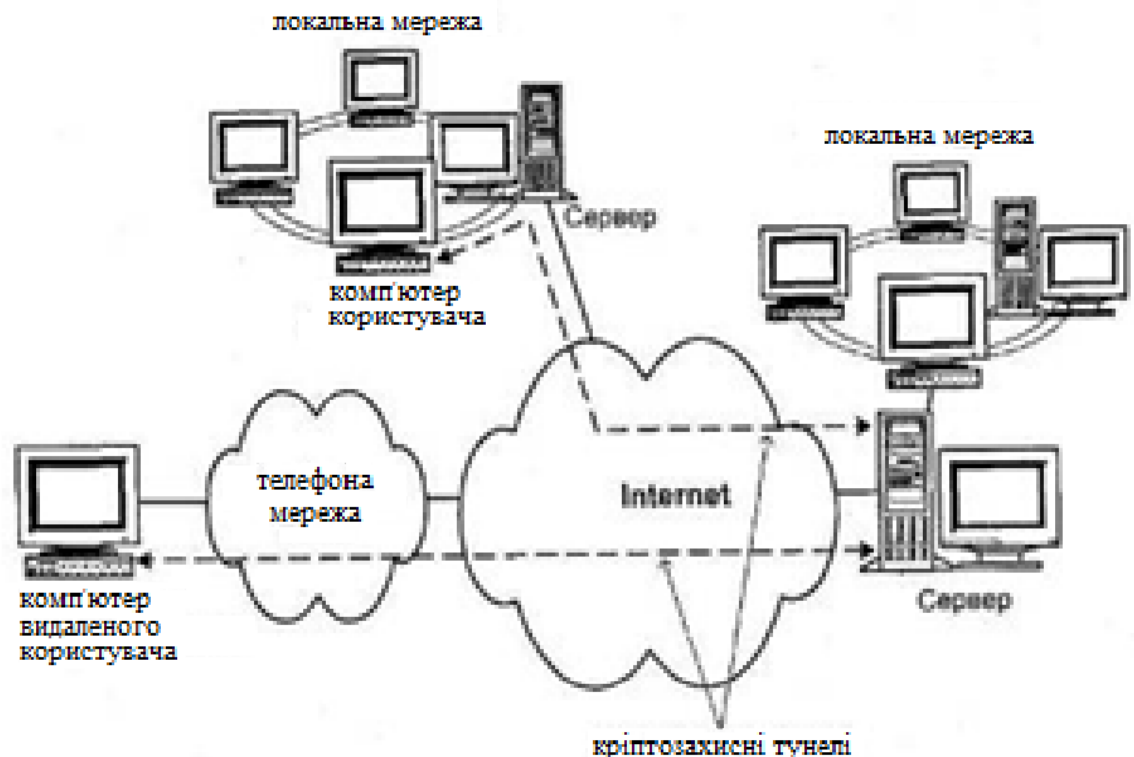 локальна мережа
локальна мережа
Сервер
комп'ютер
користувача
телефона
мережа
Internet
комп'ютер
видаленого
користувача
Сервер
кріптозахисні тунелі